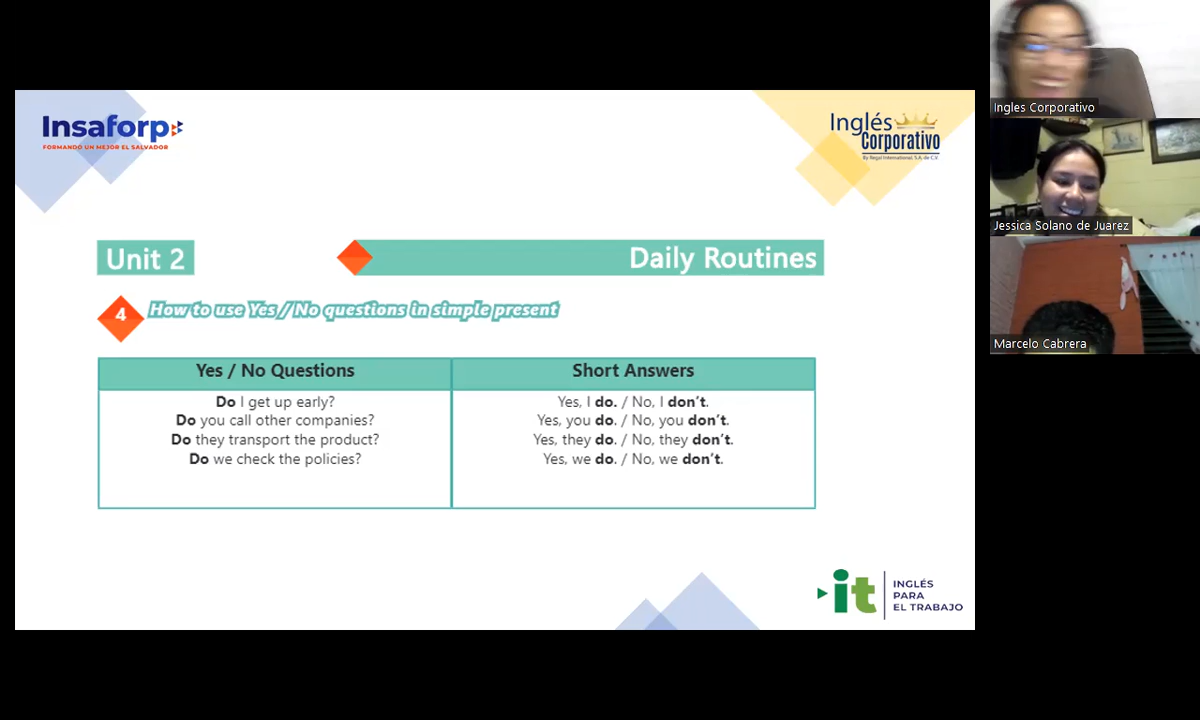 Insaforp
FORMANDO UN MEJOR EL SALVADOR
Inglés
Corporativo
By Regal International, S.A. de C.V.
Unit 2
Daily Routines
4
How to use Yes / No questions in simple present
Yes / No Questions
Do I get up early?
Do you call other companies?
Do they transport the product?
Do we check the policies?
Short Answers
Yes, I do. / No, I don’t.
Yes, you do. / No, you don’t.
Yes, they do. / No, they don’t.
Yes, we do. / No, we don’t.
it
INGLÉS
PARA
EL TRABAJO
Ingles Corporativo
Jessica Solano de Juarez
Marcelo Cabrera